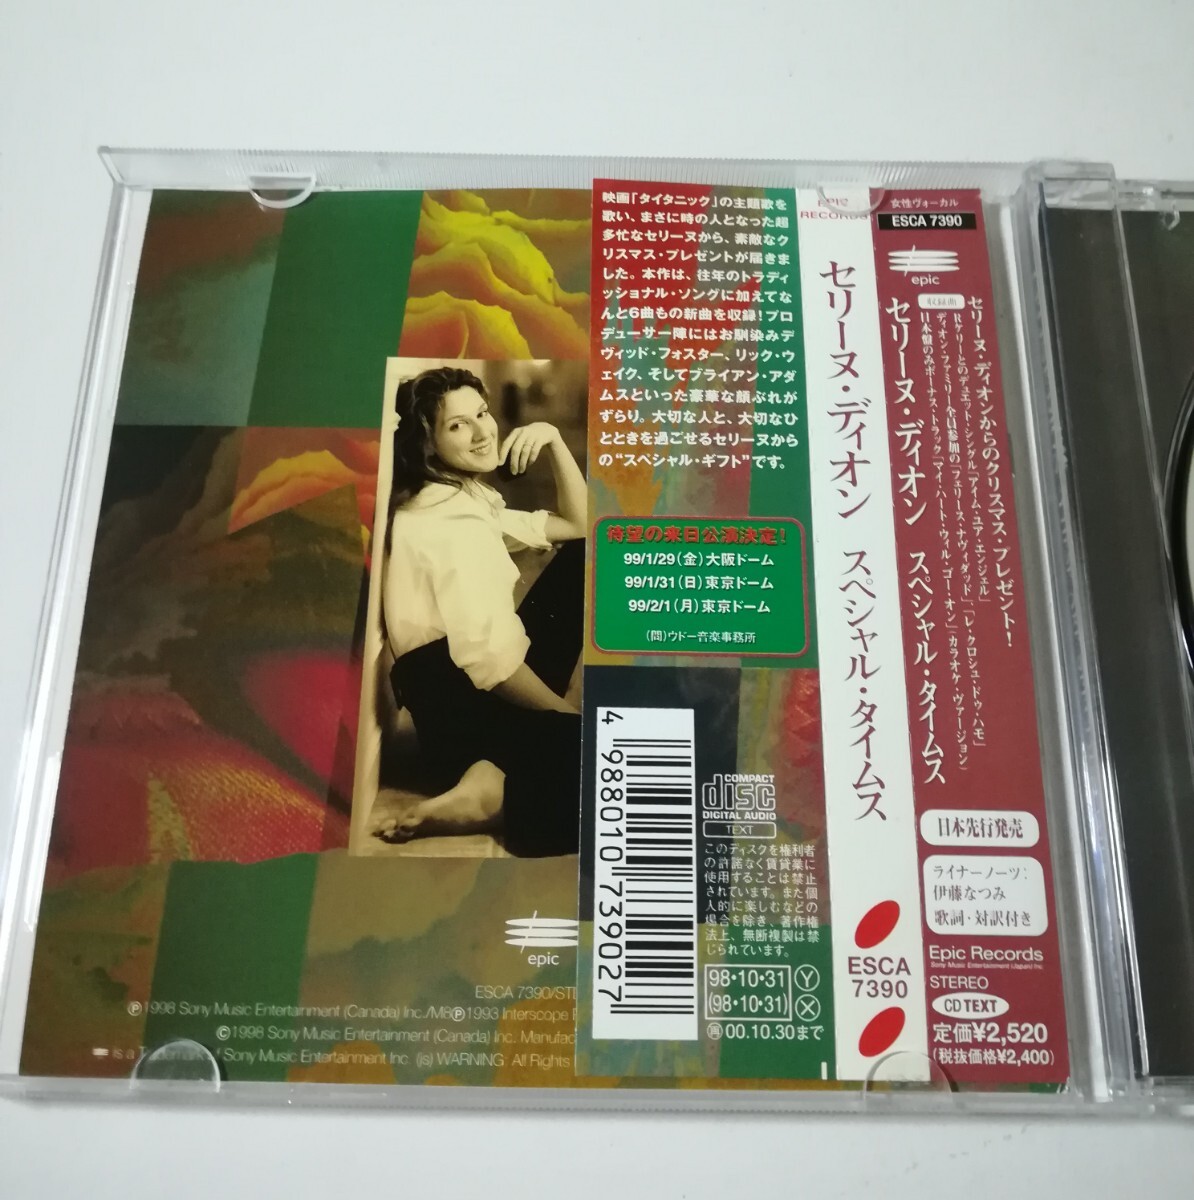 映画「タイタニック」の主題歌を
歌い、まさに時の人となった超
多忙なセリーヌから、素敵なク
リスマス・プレゼントが届きま
した。本作は、往年のトラディ
ッショナル・ソングに加えてな
んと6曲もの新曲を収録!プロ
デューサー陣にはお馴染みデ
ヴィッド・フォスター、リック・ウ
ェイク、そしてブライアン・アダ
ムスといった豪華な顔ぶれが
ずらり。大切な人と、大切なひ
とときを過ごせるセリーヌから
の“スペシャル・ギフト”です。
待望の来日公演決定!
99/1/29(金)大阪ドーム
99/1/31(日)東京ドーム
99/2/1(月)東京ドーム
(問)ウドー音楽事務所
4 988010 739027
COMPACT
disc
DIGITAL AUDIO
TEXT
このディスクを権利者
の許諾なく賃貸業に
使用することは禁止
されています。また個
人的に楽しむなどの
場合を除き、著作権
法上、無断複製は禁
じられています。
98・10・31 Y
(98・10・31) X
再00.10.30まで
EPIC
RECORDS
セリーヌ・ディオン スペシャル・タイムス
ESCA
7390
女性ヴォーカル
ESCA 7390
epic
セリーヌ・ディオンからのクリスマス・プレゼント!
収録曲
R.ケリーとのデュエット・シングル「アイム・ユア・エンジェル」
ディオン・ファミリー全員参加の「フェリース・ナヴィダッド」、「レ・クロシュ・ドゥ・ハモ」
日本盤のみボーナス・トラック「マイ・ハート・ウィル・ゴー・オン」(カラオケ・ヴァージョン)
セリーヌ・ディオン スペシャル・タイムス
日本先行発売
ライナーノーツ:
伊藤なつみ
歌詞・対訳付き
Epic Records
Sony Music Entertainment (Japan) Inc.
STEREO
CD TEXT
定価¥2,520
(税抜価格¥2,400)
epic
ESCA 7390/STE
Ⓟ1998 Sony Music Entertainment (Canada) Inc./M8Ⓟ1993 Interscope
©1998 Sony Music Entertainment (Canada) Inc. Manufac
is a Trademark of Sony Music Entertainment Inc. (is) WARNING: All Rights